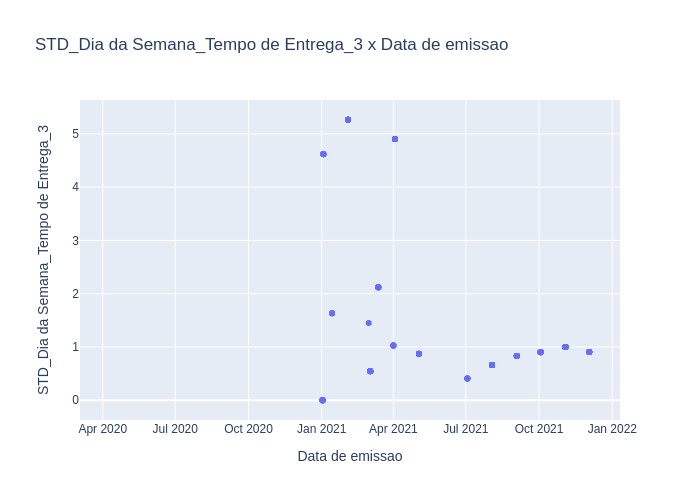 STD_Dia da Semana_Tempo de Entrega_3 x Data de emissao
STD_Dia da Semana_Tempo de Entrega_3
5
4
3
2
1
0
Apr 2020 Jul 2020 Oct 2020 Jan 2021 Apr 2021 Jul 2021 Oct 2021 Jan 2022
Data de emissao